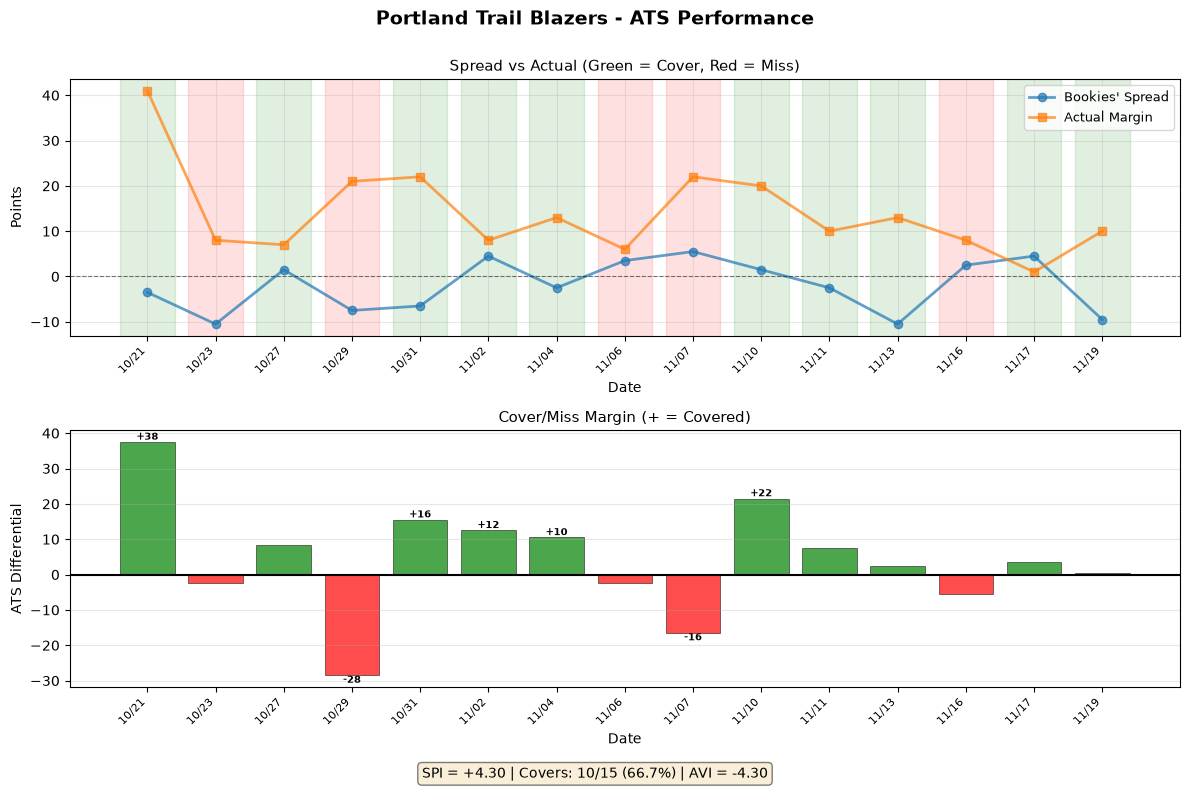 Portland Trail Blazers - ATS Performance
Spread vs Actual (Green = Cover, Red = Miss)
Points
40
30
20
10
0
−10
Bookies' Spread
Actual Margin
10/21 10/23 10/27 10/29 10/31 11/02 11/04 11/06 11/07 11/10 11/11 11/13 11/16 11/17 11/19
Date
Cover/Miss Margin (+ = Covered)
ATS Differential
40
30
20
10
0
−10
−20
−30
+38
-28
+16
+12
+10
-16
+22
10/21 10/23 10/27 10/29 10/31 11/02 11/04 11/06 11/07 11/10 11/11 11/13 11/16 11/17 11/19
Date
SPI = +4.30 | Covers: 10/15 (66.7%) | AVI = -4.30